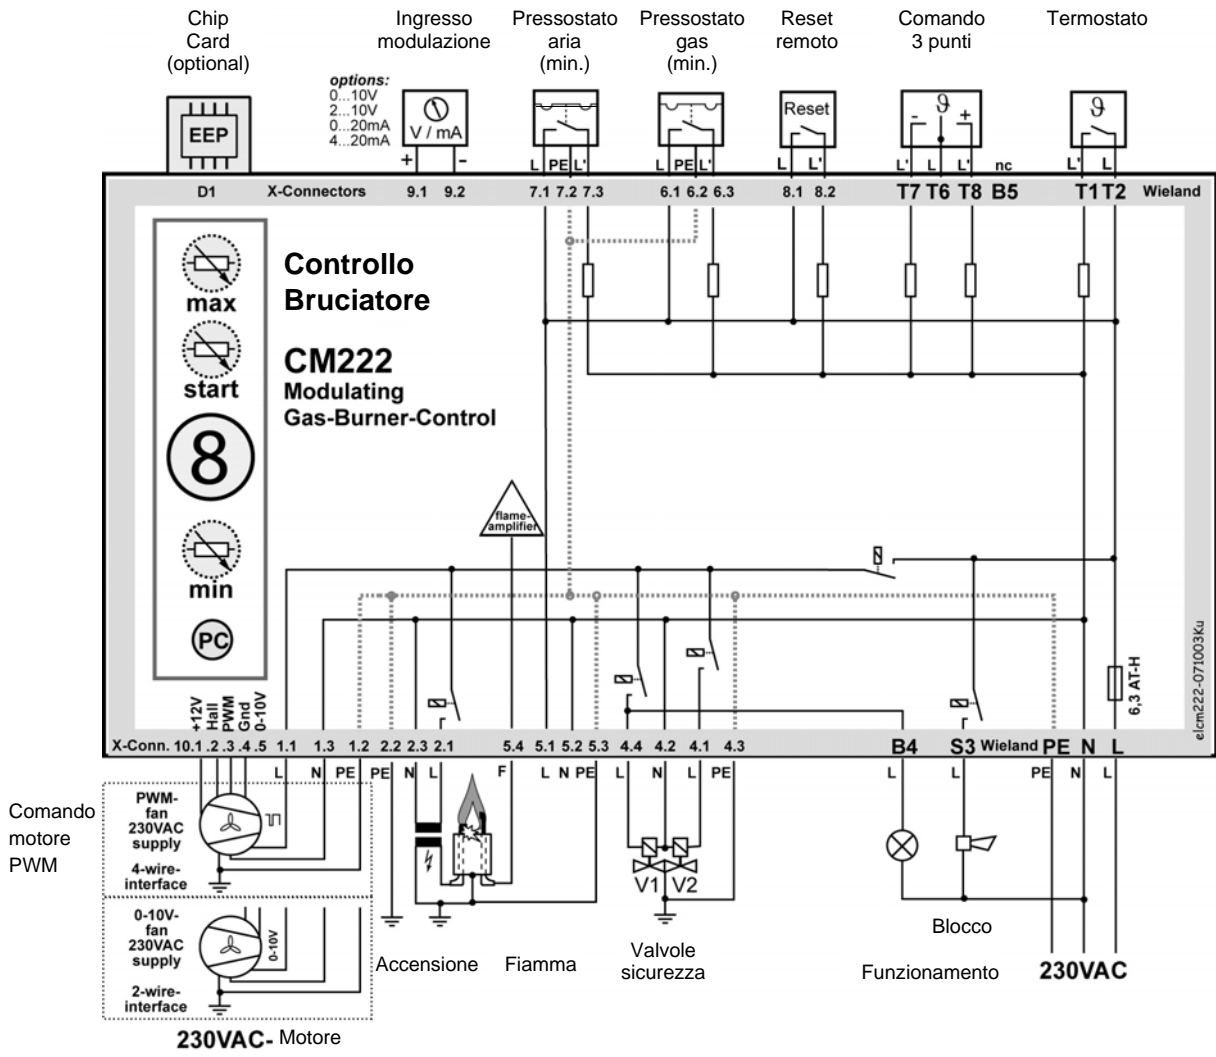 Chip
Card
(optional)
Ingresso
modulazione
Pressostato
aria
(min.)
Pressostato
gas
(min.)
Reset
remoto
Comando
3 punti
Termostato
options:
0...10V
2...10V
0...20mA
4...20mA
EEP
V / mA
+ -
Reset
ϑ
- +
ϑ
L PE L'
L PE L'
L L'
L' L L' nc
L' L
D1 X-Connectors 9.1 9.2 7.1 7.2 7.3 6.1 6.2 6.3 8.1 8.2 T7 T6 T8 B5 T1 T2 Wieland
max
start
8
min
PC
Controllo
Bruciatore
CM222
Modulating
Gas-Burner-Control
flame-
amplifier
6,3 AT-H
elcm222-071003Ku
+12V
Hall
PWM
Gnd
0-10V
X-Conn. 10.1 .2 .3 .4 .5 1.1 1.3 1.2 2.2 2.3 2.1 5.4 5.1 5.2 5.3 4.4 4.2 4.1 4.3 B4 S3 Wieland PE N L
L N PE PE N L F L N PE L N L PE L L PE N L
Comando
motore
PWM
PWM-
fan
230VAC
supply
4-wire-
interface
0-10V-
fan
230VAC
supply
2-wire-
interface
0-10V
230VAC- Motore
Accensione
Fiamma
V1 V2
Valvole
sicurezza
Funzionamento
Blocco
230VAC